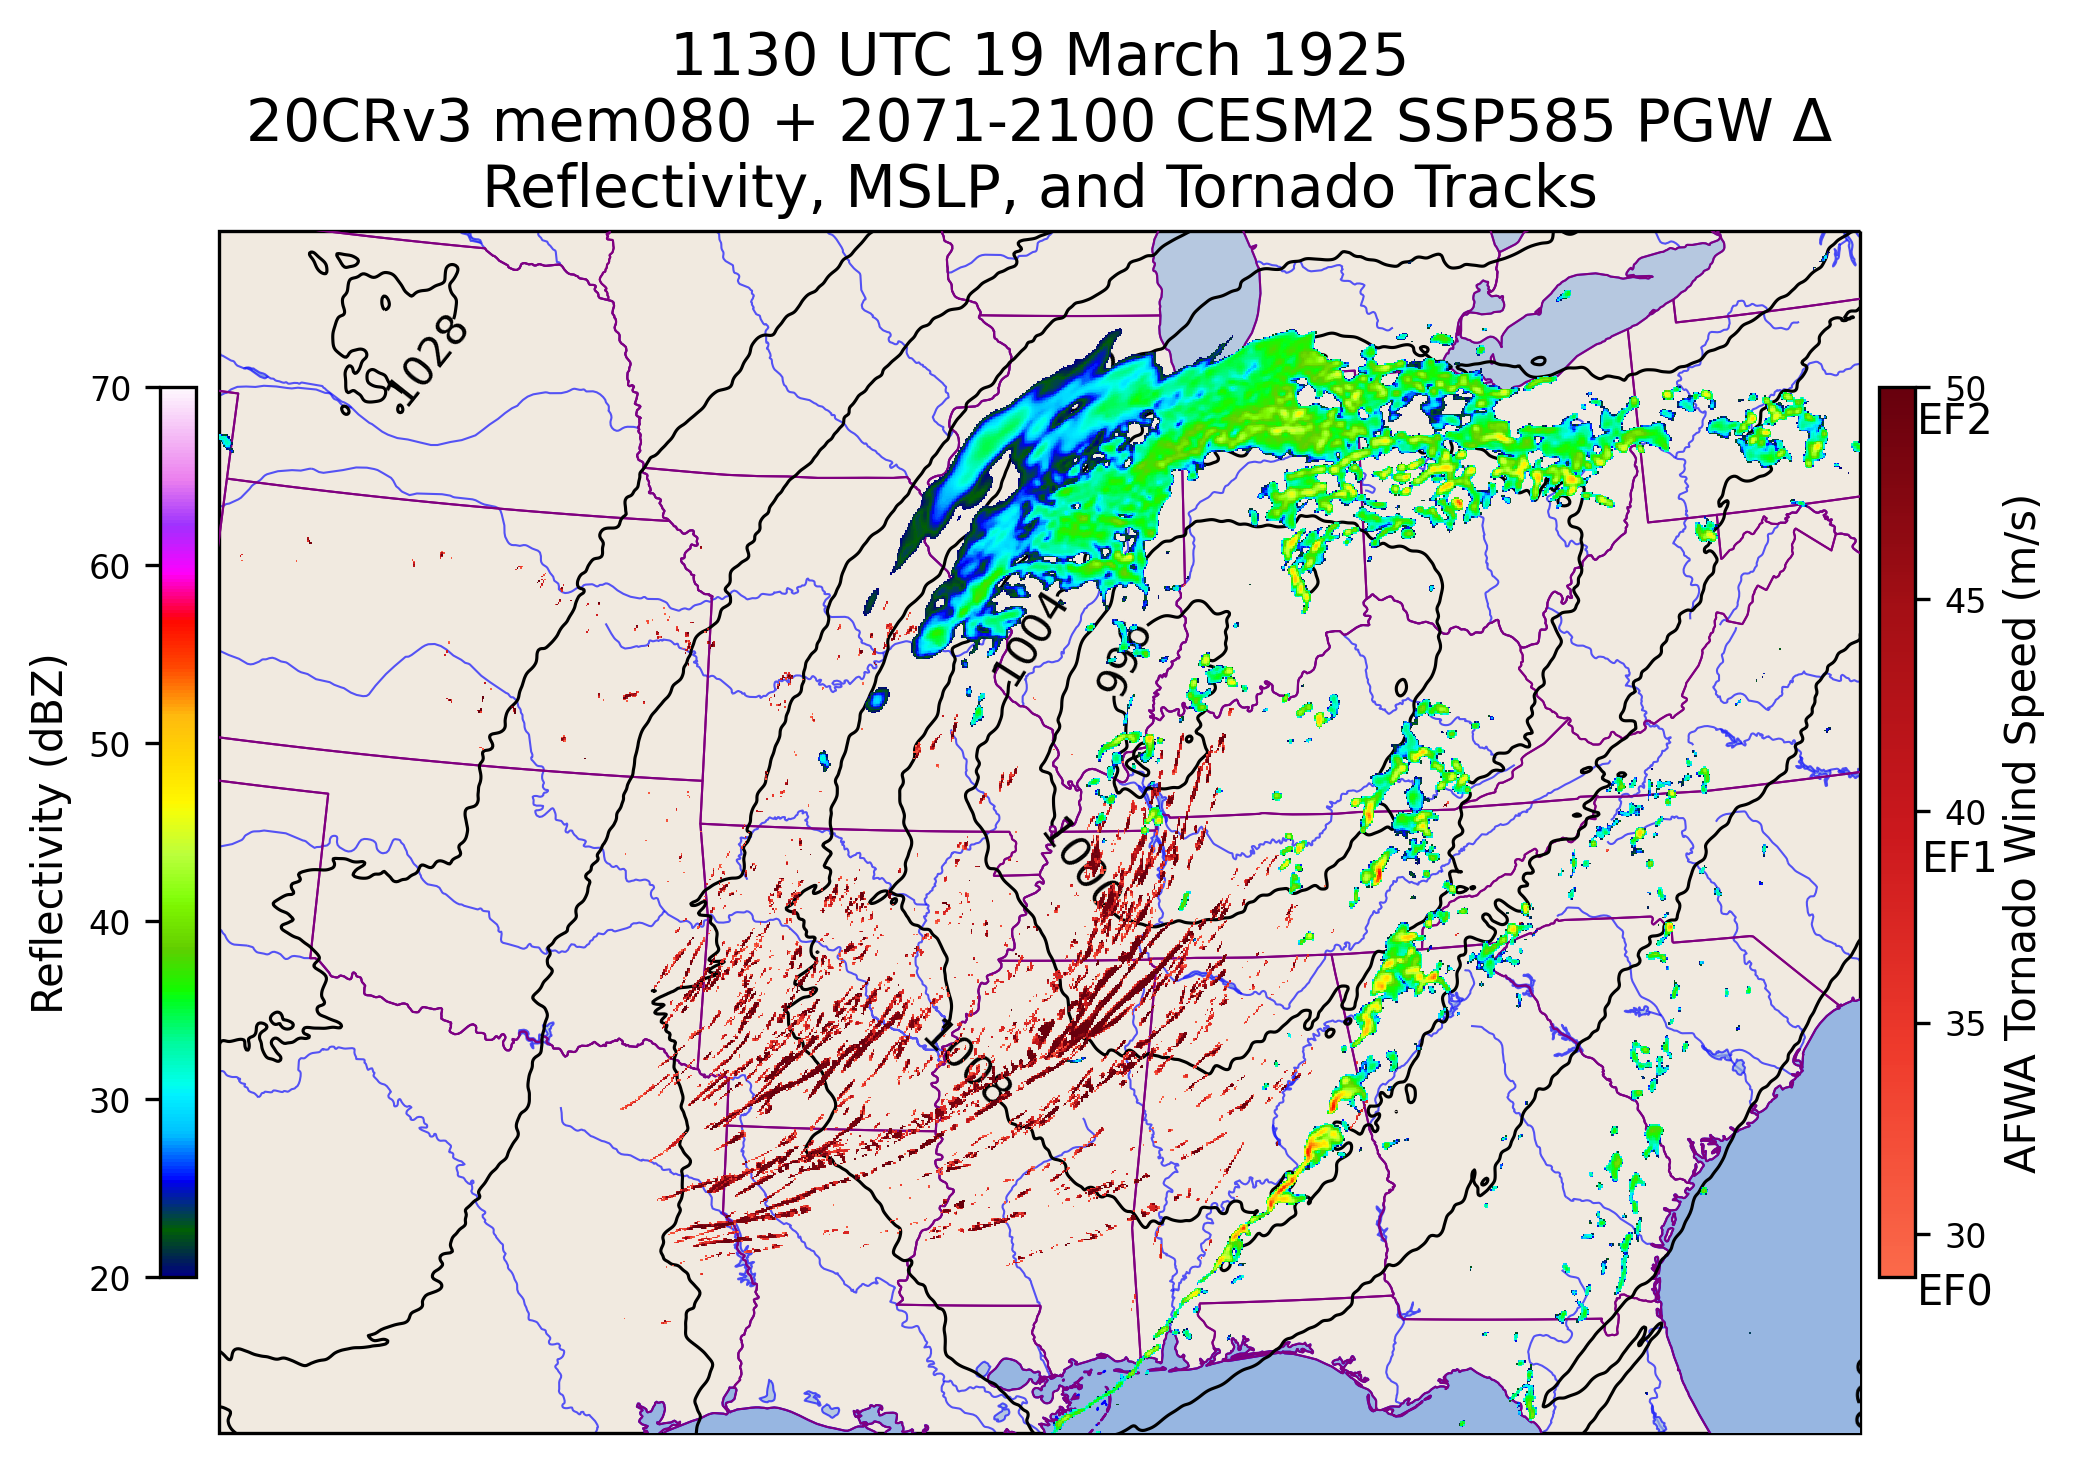 1130 UTC 19 March 1925
20CRv3 mem080 + 2071-2100 CESM2 SSP585 PGW Δ
Reflectivity, MSLP, and Tornado Tracks
Reflectivity (dBZ)
70
60
50
40
30
20
1028
1004
996
1000
1008
50
EF2
45
40
EF1
35
30
EF0
AFWA Tornado Wind Speed (m/s)